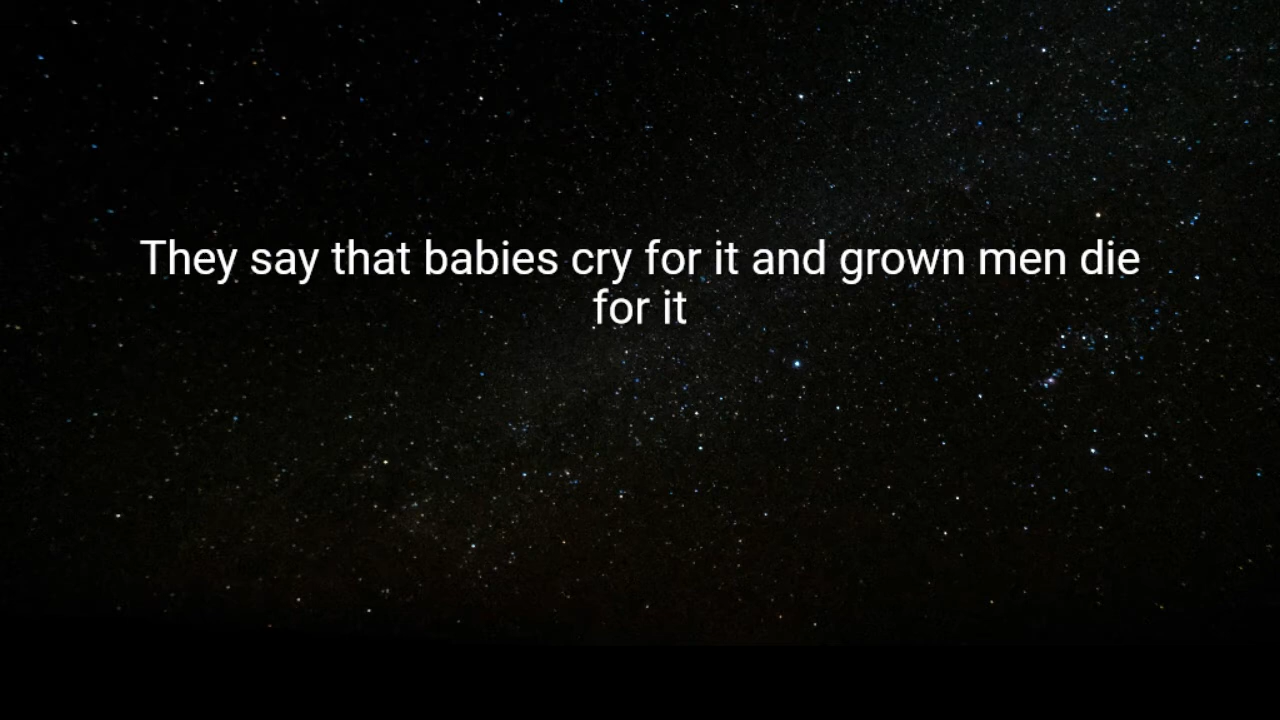 They say that babies cry for it and grown men die
for it